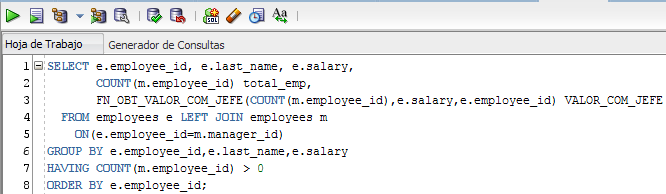 Hoja de Trabajo Generador de Consultas
1 SELECT e.employee_id, e.last_name, e.salary,
2 COUNT(m.employee_id) total_emp,
3 FN_OBT_VALOR_COM_JEFE(COUNT(m.employee_id),e.salary,e.employee_id) VALOR_COM_JEFE
4 FROM employees e LEFT JOIN employees m
5 ON(e.employee_id=m.manager_id)
6 GROUP BY e.employee_id,e.last_name,e.salary
7 HAVING COUNT(m.employee_id) > 0
8 ORDER BY e.employee_id;